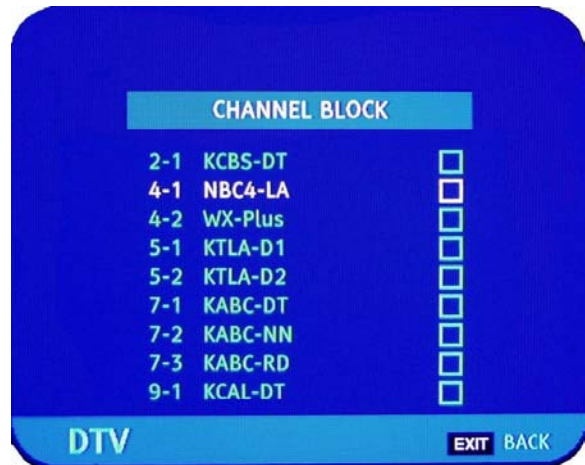 CHANNEL BLOCK
2-1 KCBS-DT
4-1 NBC4-LA
4-2 WX-Plus
5-1 KTLA-D1
5-2 KTLA-D2
7-1 KABC-DT
7-2 KABC-NN
7-3 KABC-RD
9-1 KCAL-DT
DTV EXIT BACK